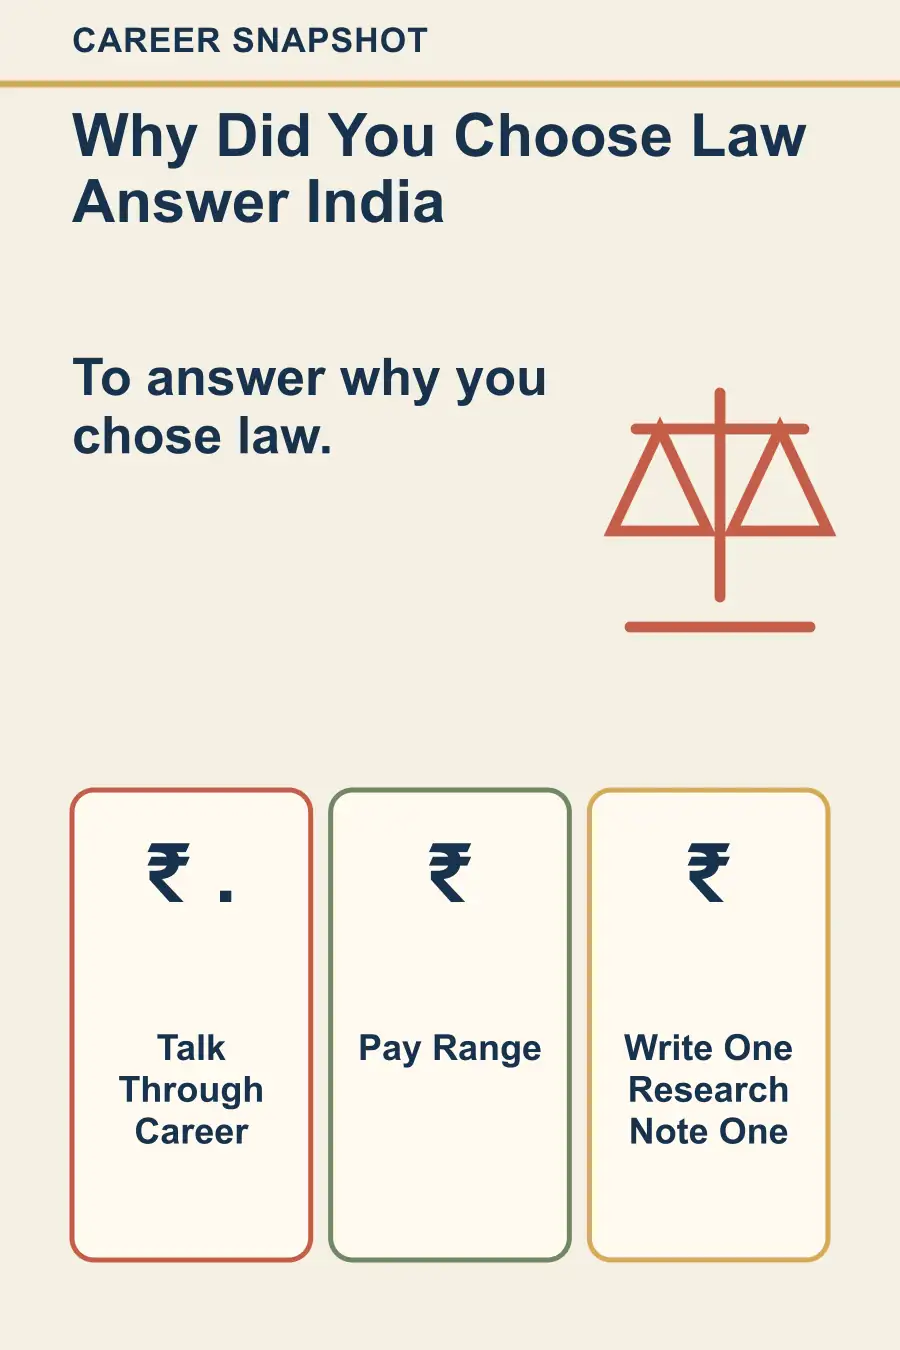 CAREER SNAPSHOT
Why Did You Choose Law
Answer India
To answer why you
chose law.
₹ .
Talk
Through
Career
₹
Pay Range
₹
Write One
Research
Note One